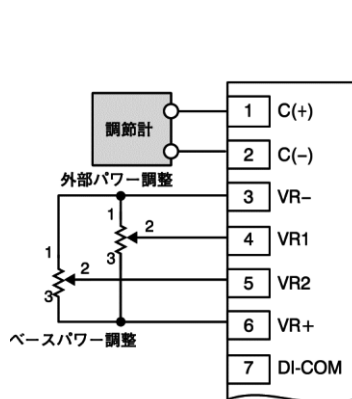 調節計
1 C(+)
2 C(−)
外部パワー調整
3 VR−
1
2
3
4 VR1
1
2
3
5 VR2
6 VR+
ベースパワー調整
7 DI-COM